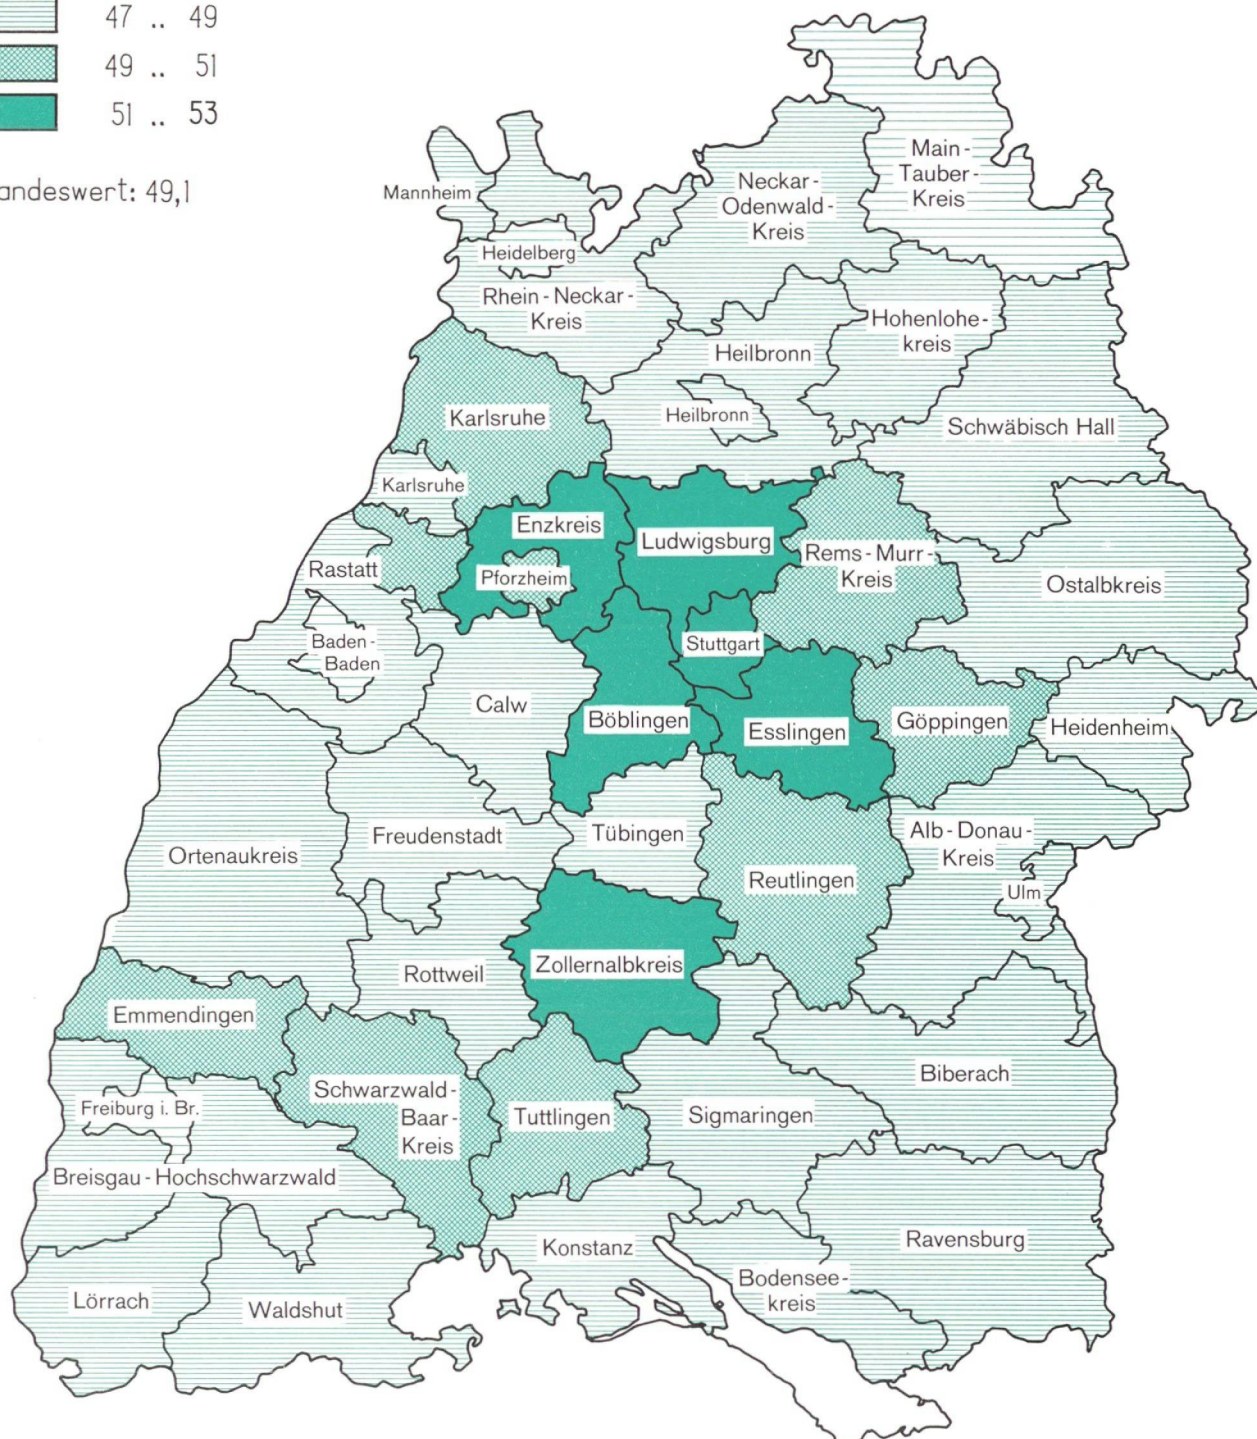 47 .. 49
49 .. 51
51 .. 53
andeswert: 49,1
Main-
Tauber-
Kreis
Neckar-
Odenwald-
Kreis
Mannheim
Heidelberg
Rhein-Neckar-
Kreis
Hohenlohe-
kreis
Heilbronn
Heilbronn
Karlsruhe
Schwäbisch Hall
Karlsruhe
Enzkreis
Ludwigsburg
Rems-Murr-
Kreis
Rastatt
Pforzheim
Ostalbkreis
Baden-
Baden
Stuttgart
Calw
Böblingen
Esslingen
Göppingen
Heidenheim
Freudenstadt
Tübingen
Alb-Donau-
Kreis
Ortenaukreis
Reutlingen
Ulm
Rottweil
Zollernalbkreis
Emmendingen
Schwarzwald-
Baar-
Kreis
Tuttlingen
Sigmaringen
Biberach
Freiburg i. Br.
Breisgau-Hochschwarzwald
Konstanz
Ravensburg
Bodensee-
kreis
Lörrach
Waldshut